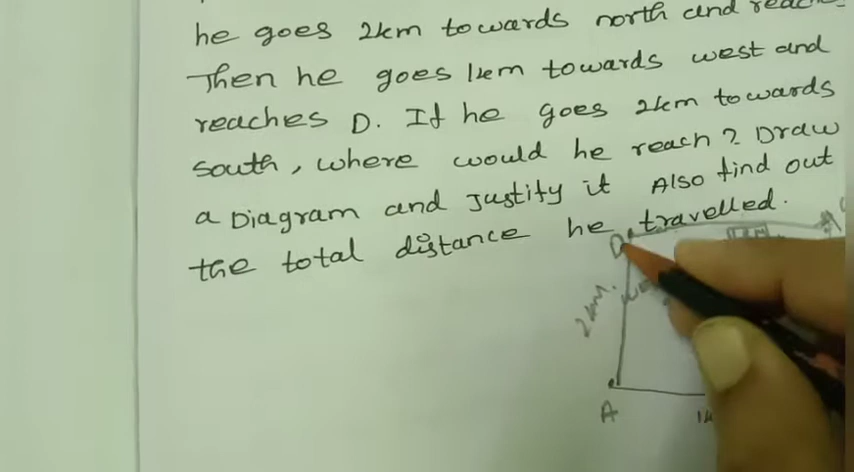 he goes 2km towards north and reach
Then he goes 1km towards west and
reaches D. If he goes 2km towards
south, where would he reach? Draw
a Diagram and Justify it Also find out
the total distance he travelled.
D
2km.
A